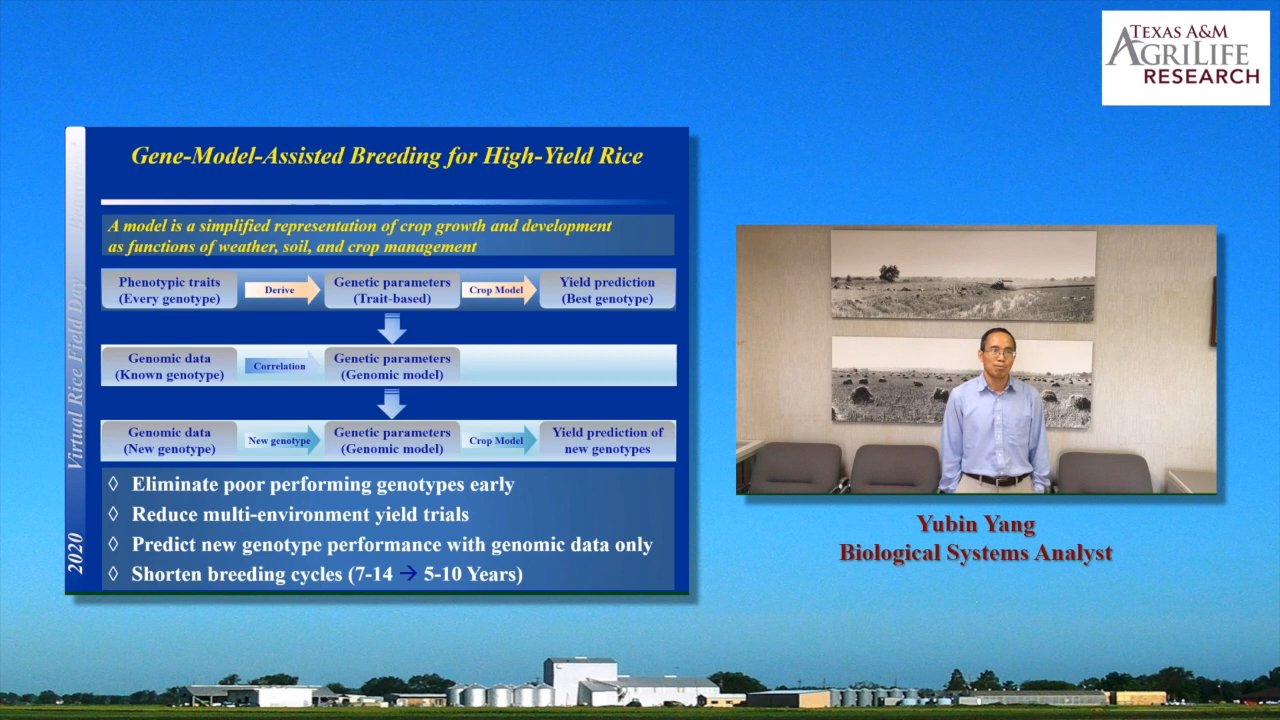 TEXAS A&M
AGRILIFE
RESEARCH
Gene-Model-Assisted Breeding for High-Yield Rice
A model is a simplified representation of crop growth and development
as functions of weather, soil, and crop management
Phenotypic traits
(Every genotype)
Derive
Genetic parameters
(Trait-based)
Crop Model
Yield prediction
(Best genotype)
Genomic data
(Known genotype)
Correlation
Genetic parameters
(Genomic model)
Genomic data
(New genotype)
New genotype
Genetic parameters
(Genomic model)
Crop Model
Yield prediction of
new genotypes
◊ Eliminate poor performing genotypes early
◊ Reduce multi-environment yield trials
◊ Predict new genotype performance with genomic data only
◊ Shorten breeding cycles (7-14 → 5-10 Years)
2020 Virtual Rice Field Day
Yubin Yang
Biological Systems Analyst